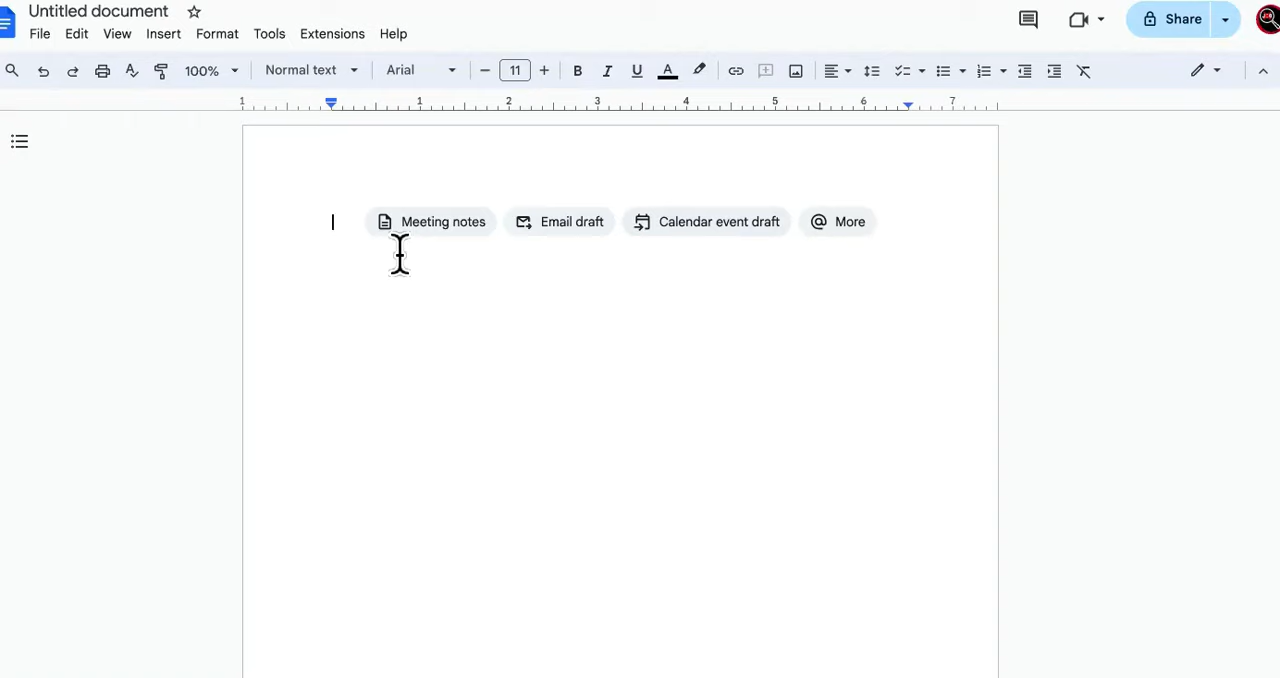 Untitled document
Share
File Edit View Insert Format Tools Extensions Help
100% Normal text Arial 11 B I U A
1 1 2 3 4 5 6 7
Meeting notes Email draft Calendar event draft More